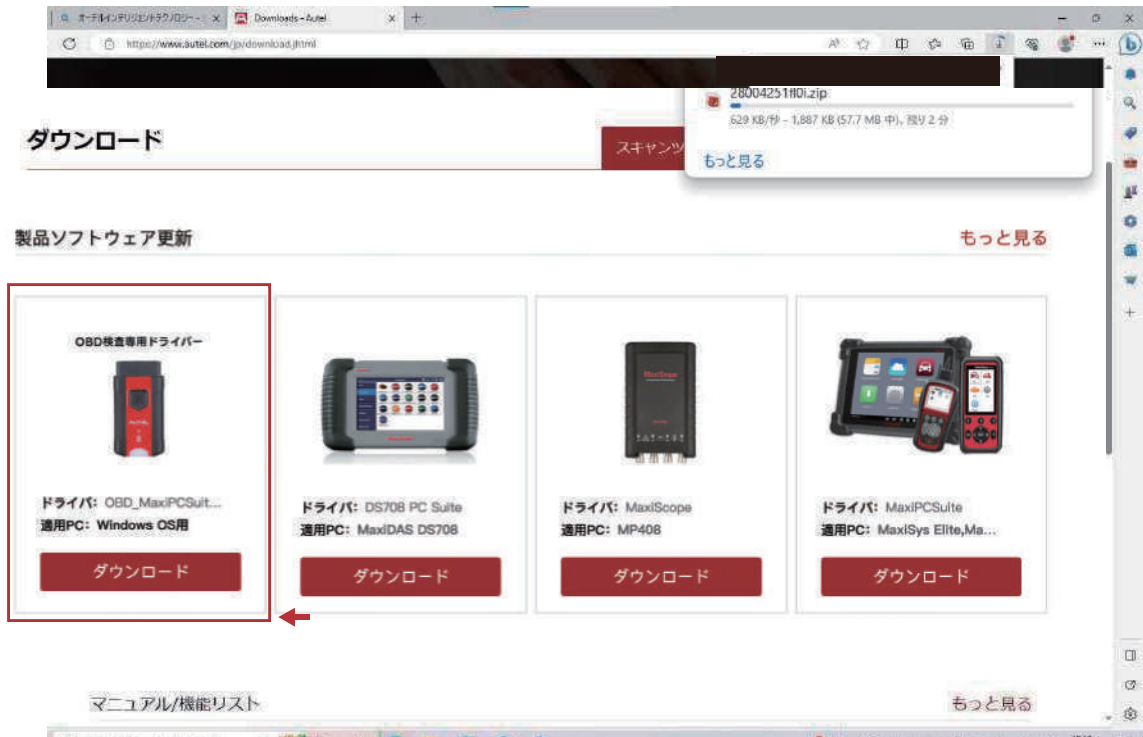 Downloads - Autel
https://www.autel.com/jp/download.jhtml
28004251fl0i.zip
629 KB/秒 - 1,887 KB (57.7 MB 中)、残り 2 分
もっと見る
ダウンロード
スキャンツ
製品ソフトウェア更新
もっと見る
OBD検査専用ドライバー
ドライバ: OBD_MaxiPCSuit...
適用PC: Windows OS用
ダウンロード
ドライバ: DS708 PC Suite
適用PC: MaxiDAS DS708
ダウンロード
MaxiScope
ドライバ: MaxiScope
適用PC: MP408
ダウンロード
ドライバ: MaxiPCSuite
適用PC: MaxiSys Elite,Ma...
ダウンロード
マニュアル/機能リスト
もっと見る